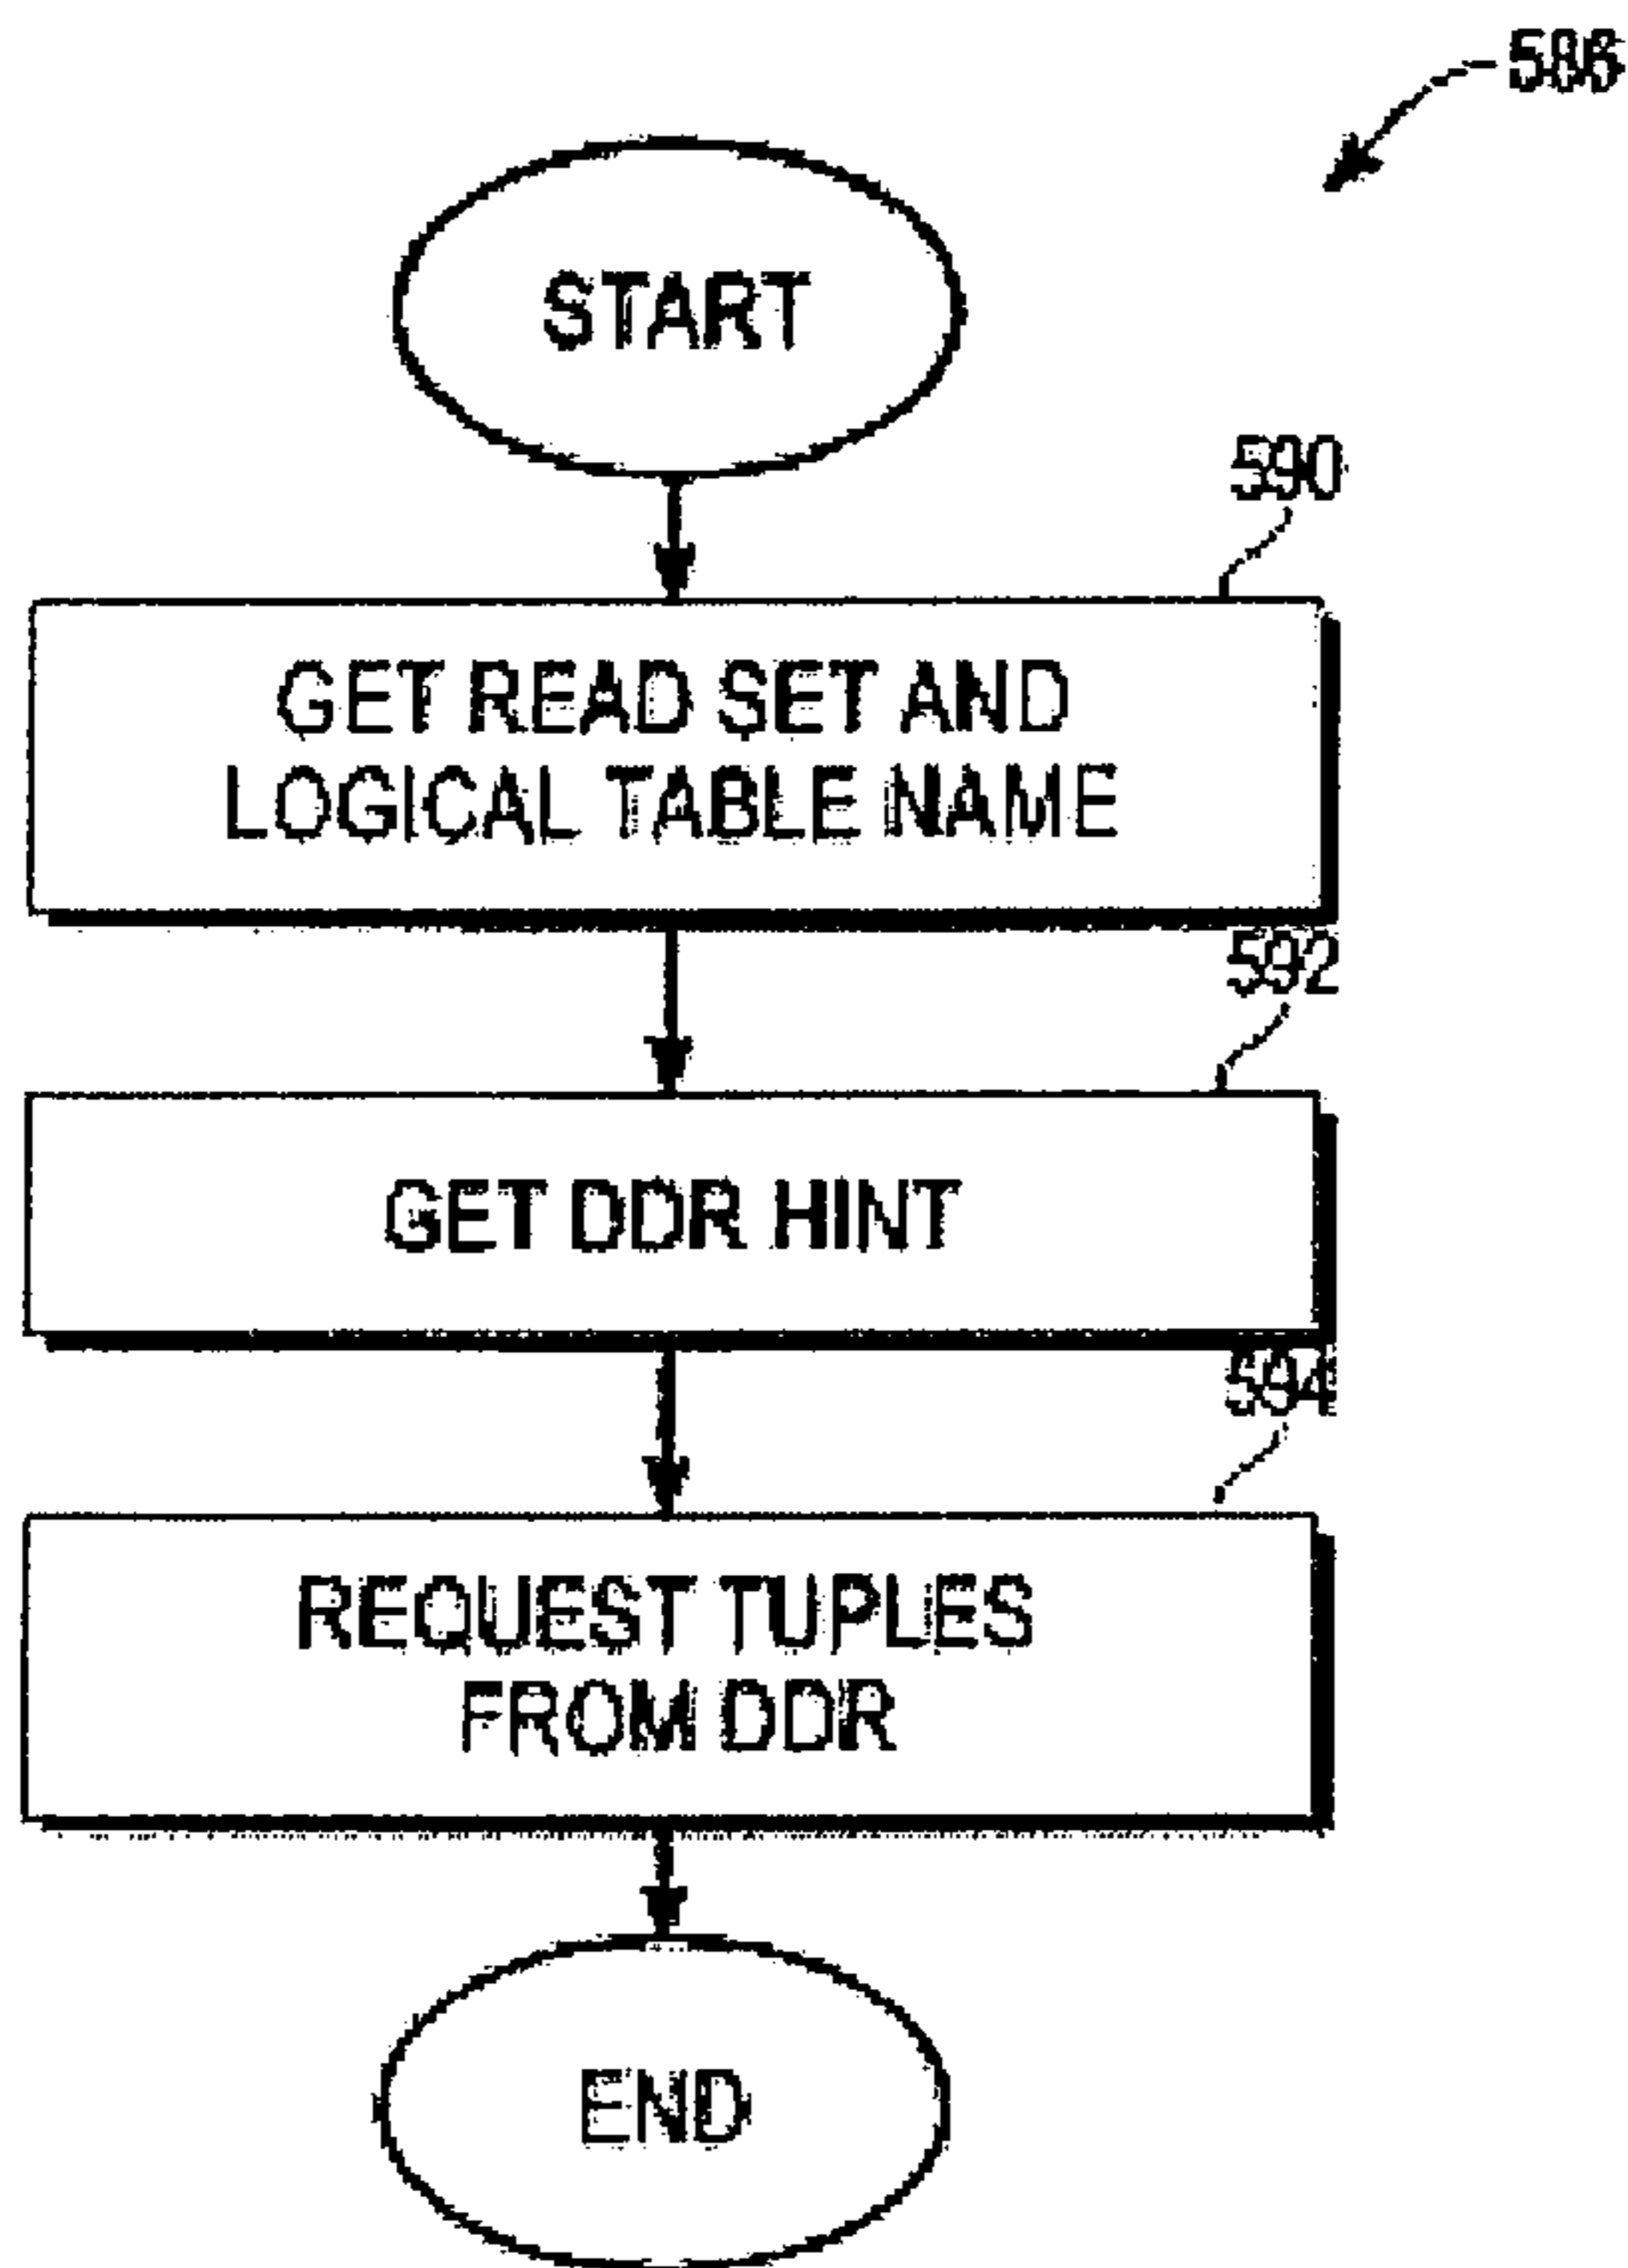 START
590
GET READ SET AND
LOGICAL TABLE NAME
592
GET DDR HINT
594
REQUEST TUPLES
FROM DDR
END